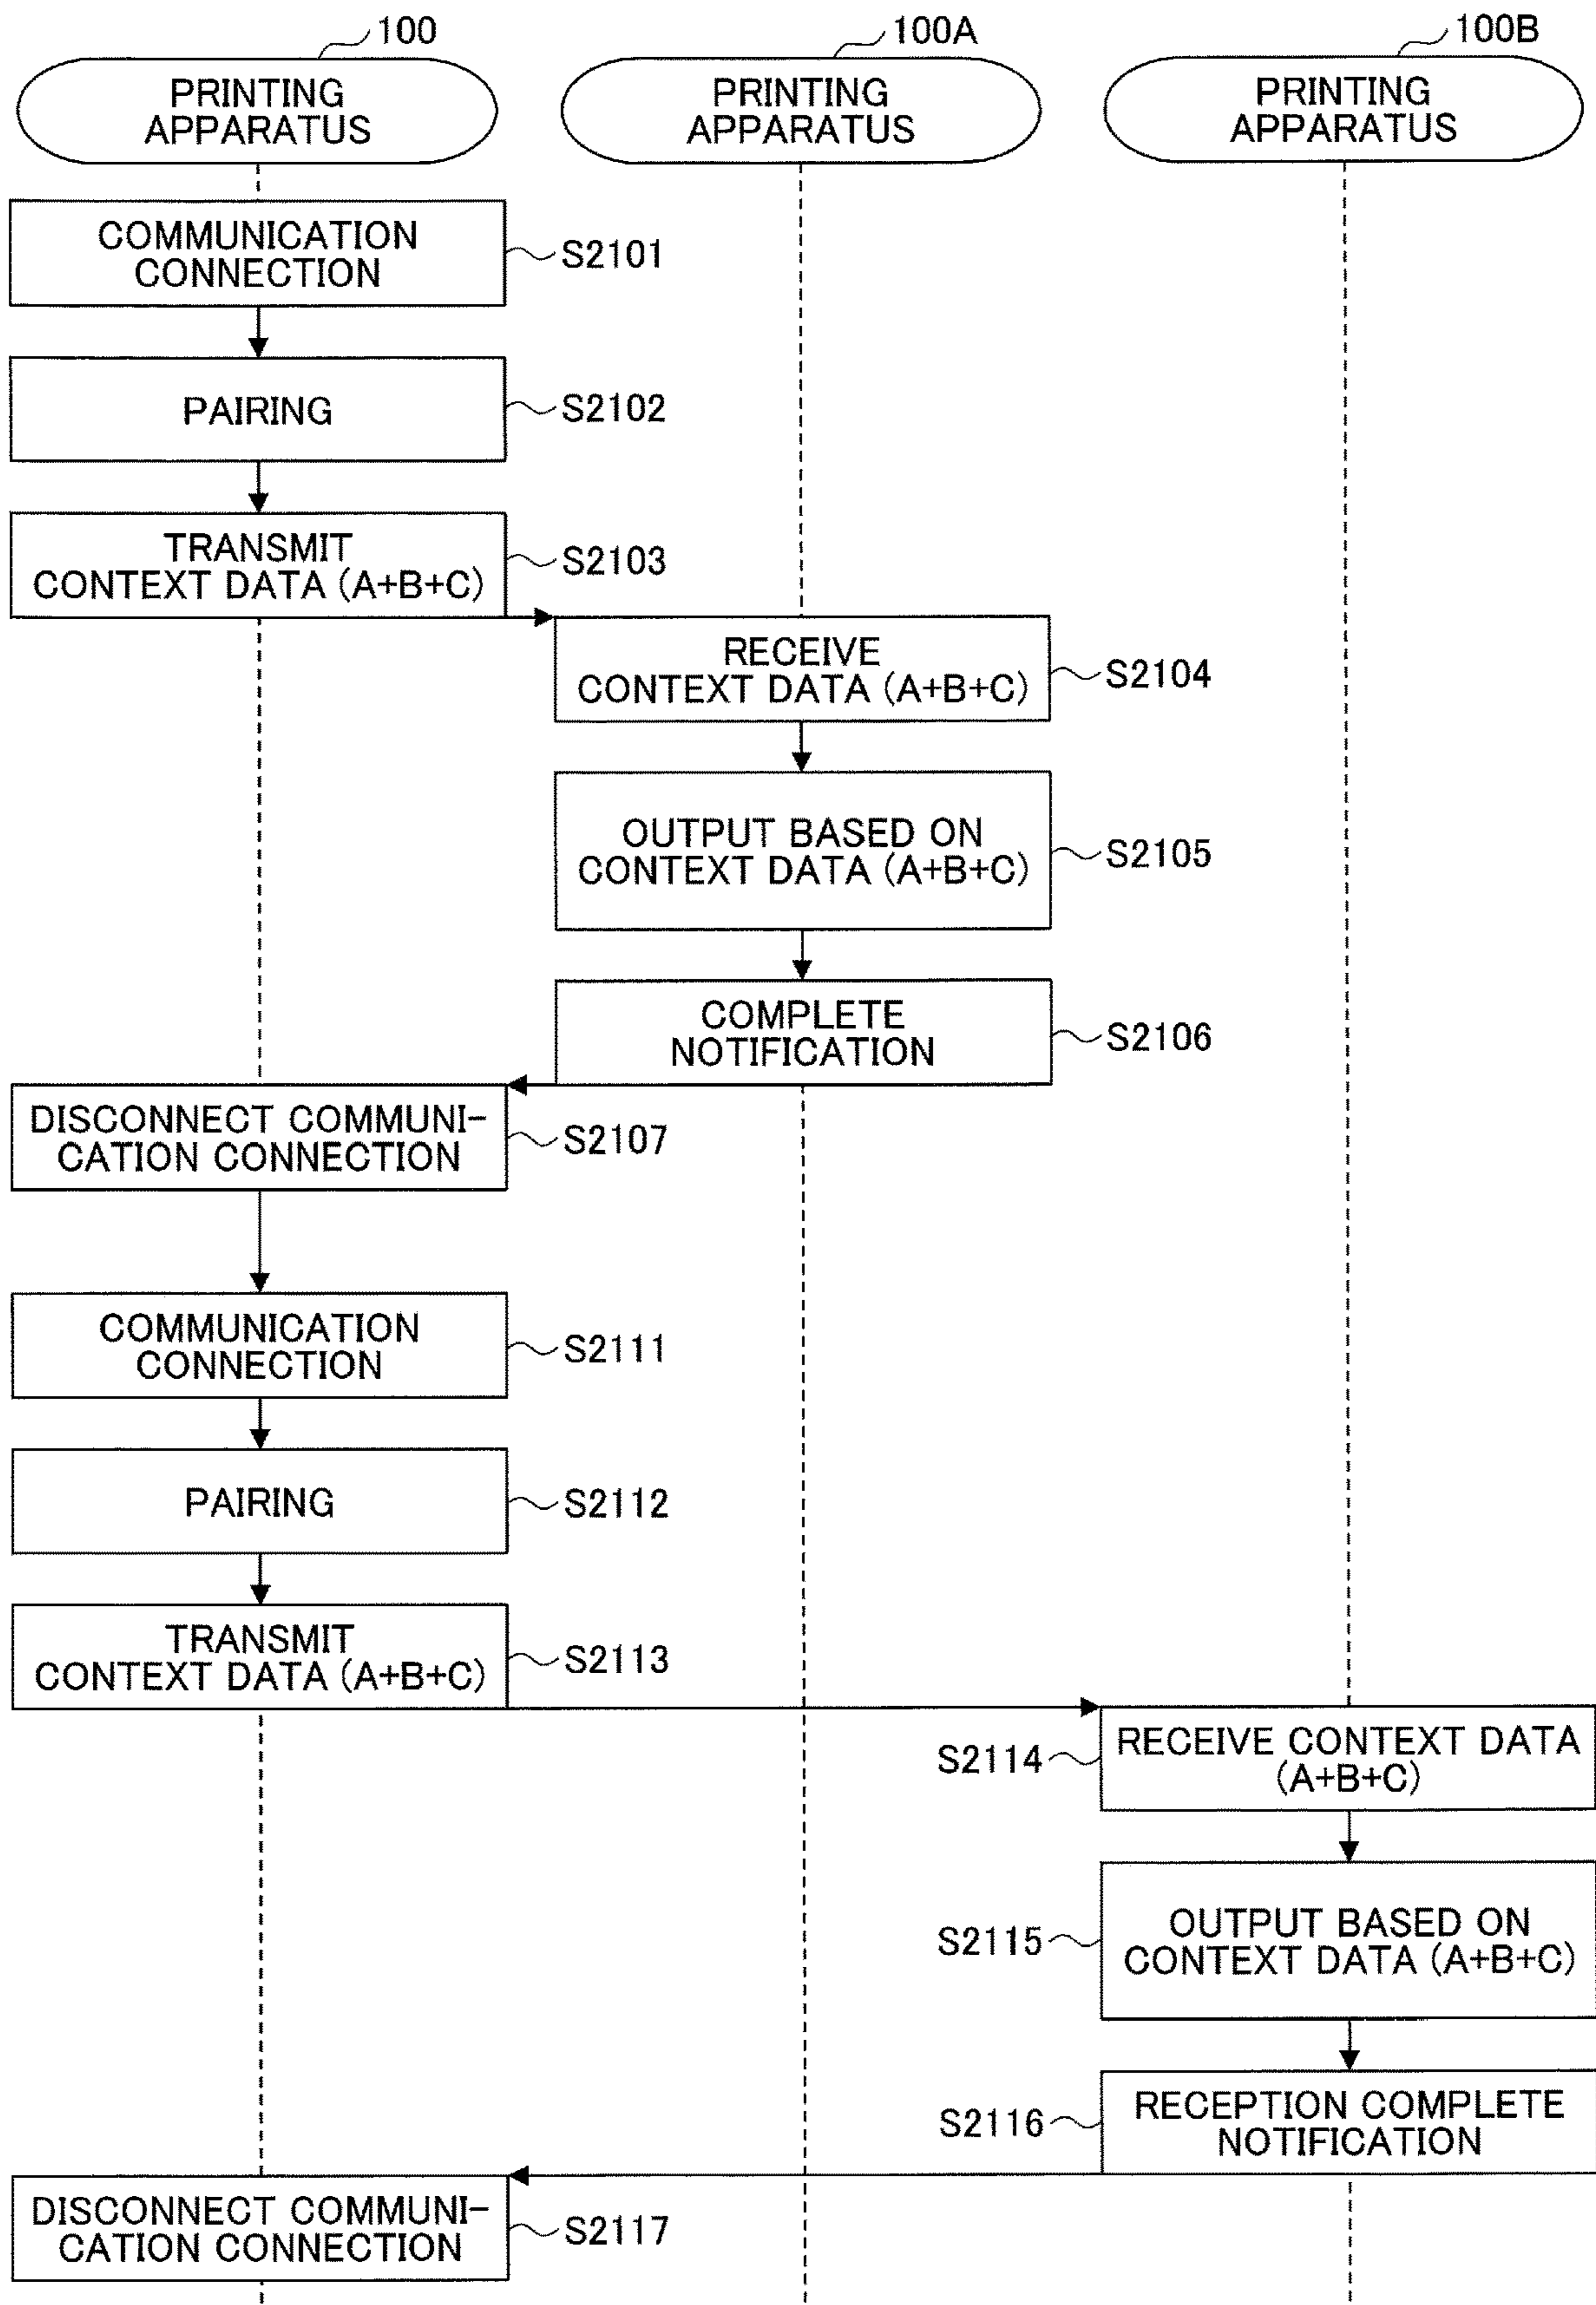 100
PRINTING
APPARATUS
100A
PRINTING
APPARATUS
100B
PRINTING
APPARATUS
COMMUNICATION
CONNECTION
S2101
PAIRING
S2102
TRANSMIT
CONTEXT DATA (A+B+C)
S2103
RECEIVE
CONTEXT DATA (A+B+C)
S2104
OUTPUT BASED ON
CONTEXT DATA (A+B+C)
S2105
COMPLETE
NOTIFICATION
S2106
DISCONNECT COMMUNI-
CATION CONNECTION
S2107
COMMUNICATION
CONNECTION
S2111
PAIRING
S2112
TRANSMIT
CONTEXT DATA (A+B+C)
S2113
S2114
RECEIVE CONTEXT DATA
(A+B+C)
S2115
OUTPUT BASED ON
CONTEXT DATA (A+B+C)
S2116
RECEPTION COMPLETE
NOTIFICATION
DISCONNECT COMMUNI-
CATION CONNECTION
S2117